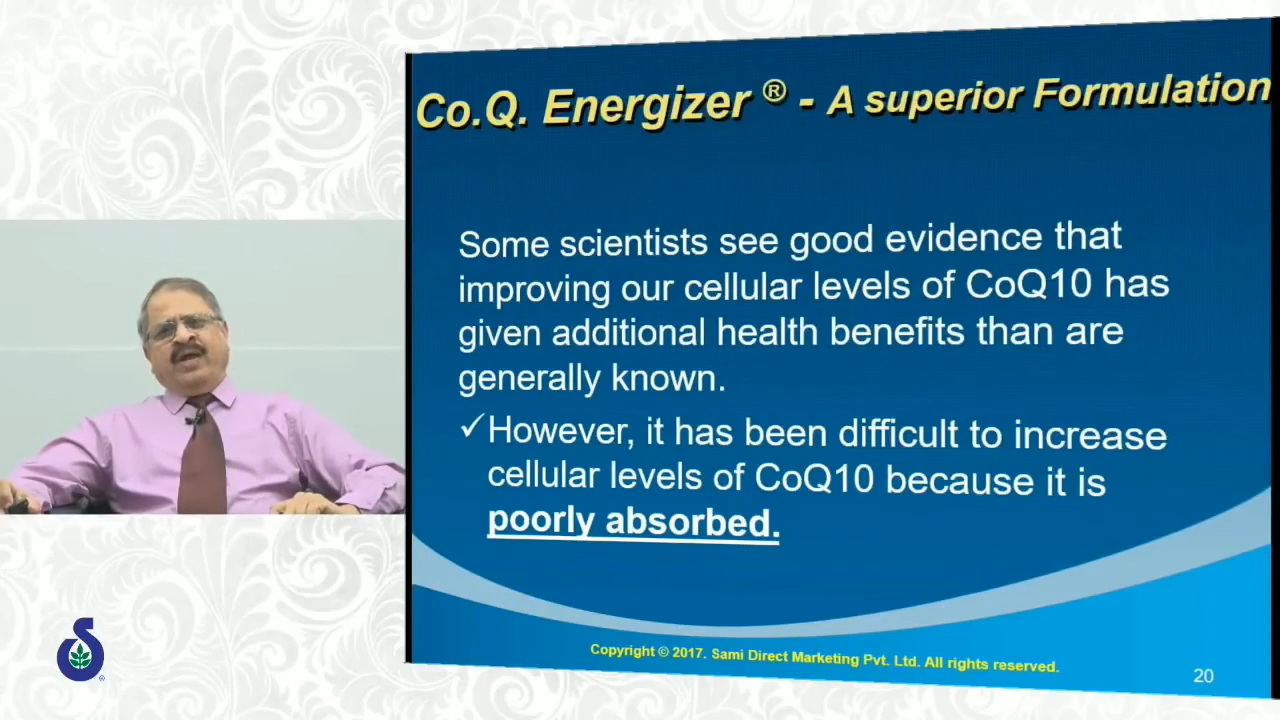 Co.Q. Energizer ® - A superior Formulation
Some scientists see good evidence that
improving our cellular levels of CoQ10 has
given additional health benefits than are
generally known.
✓However, it has been difficult to increase
cellular levels of CoQ10 because it is
poorly absorbed.
Copyright © 2017. Sami Direct Marketing Pvt. Ltd. All rights reserved.
20
®